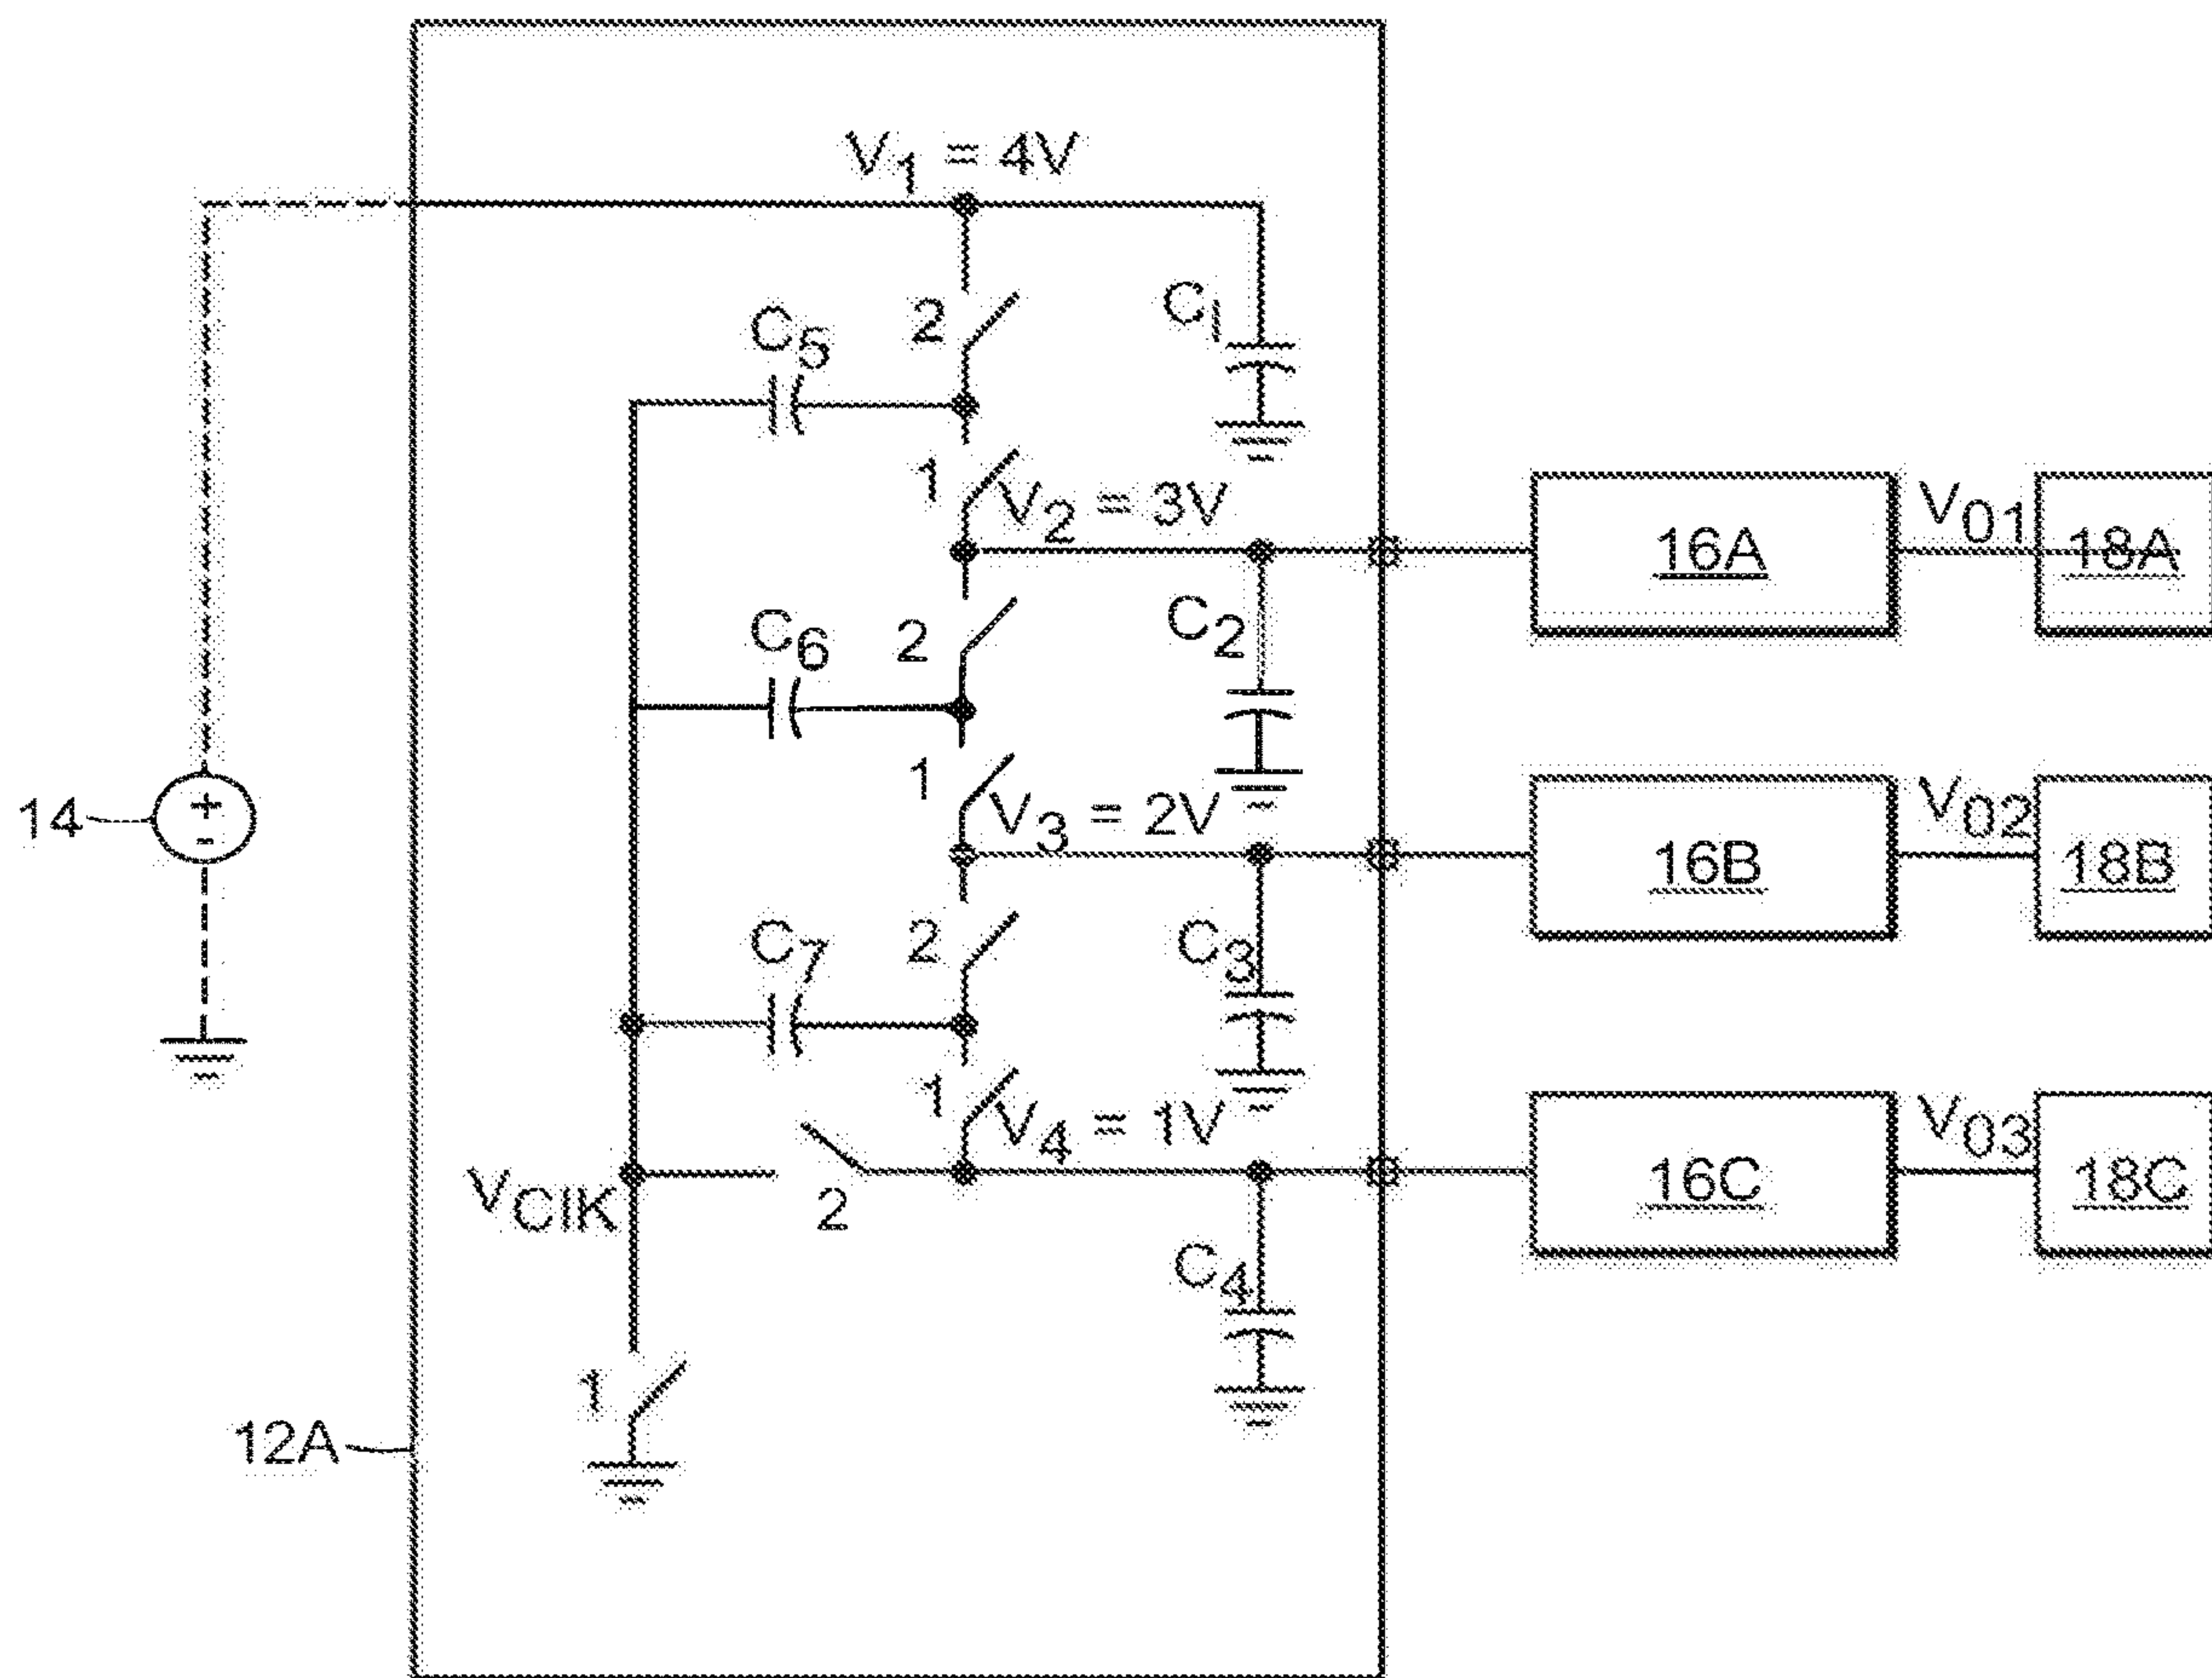 V1 = 4V
C5
2
C1
1
V2 = 3V
16A
V01
18A
C6
2
C2
1
V3 = 2V
14
+
-
16B
V02
18B
C7
2
C3
1
V4 = 1V
16C
V03
18C
VCIK
2
C4
1
12A